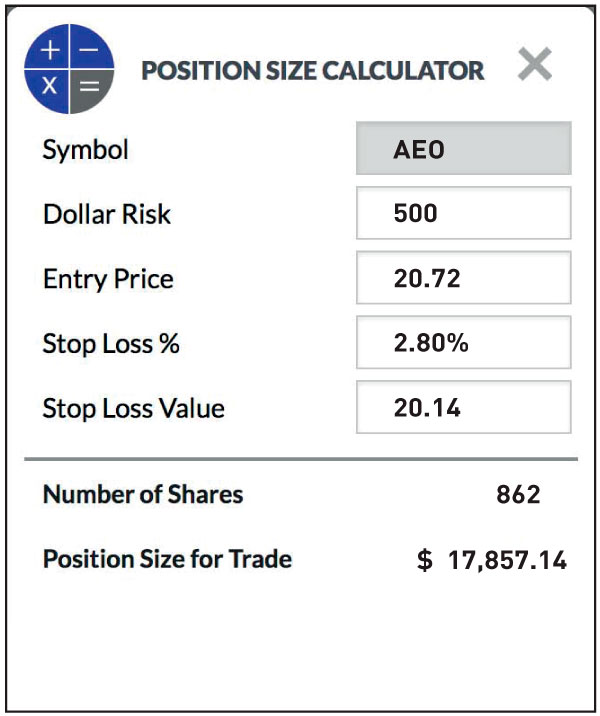 + −
x =
POSITION SIZE CALCULATOR ×
Symbol AEO
Dollar Risk 500
Entry Price 20.72
Stop Loss % 2.80%
Stop Loss Value 20.14
Number of Shares 862
Position Size for Trade $ 17,857.14